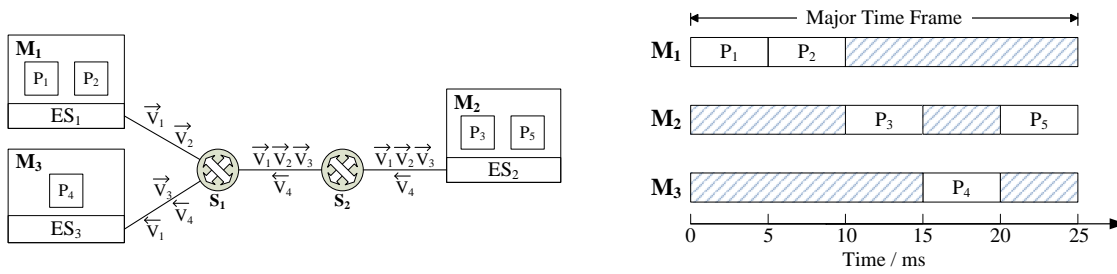 M1
P1 P2
ES1
V1
V2
M3
P4
ES3
V3
V4
V1
S1
V1 V2 V3
V4
S2
V1 V2 V3
V4
M2
P3 P5
ES2
Major Time Frame
M1 P1 P2
M2 P3 P5
M3 P4
0 5 10 15 20 25
Time / ms